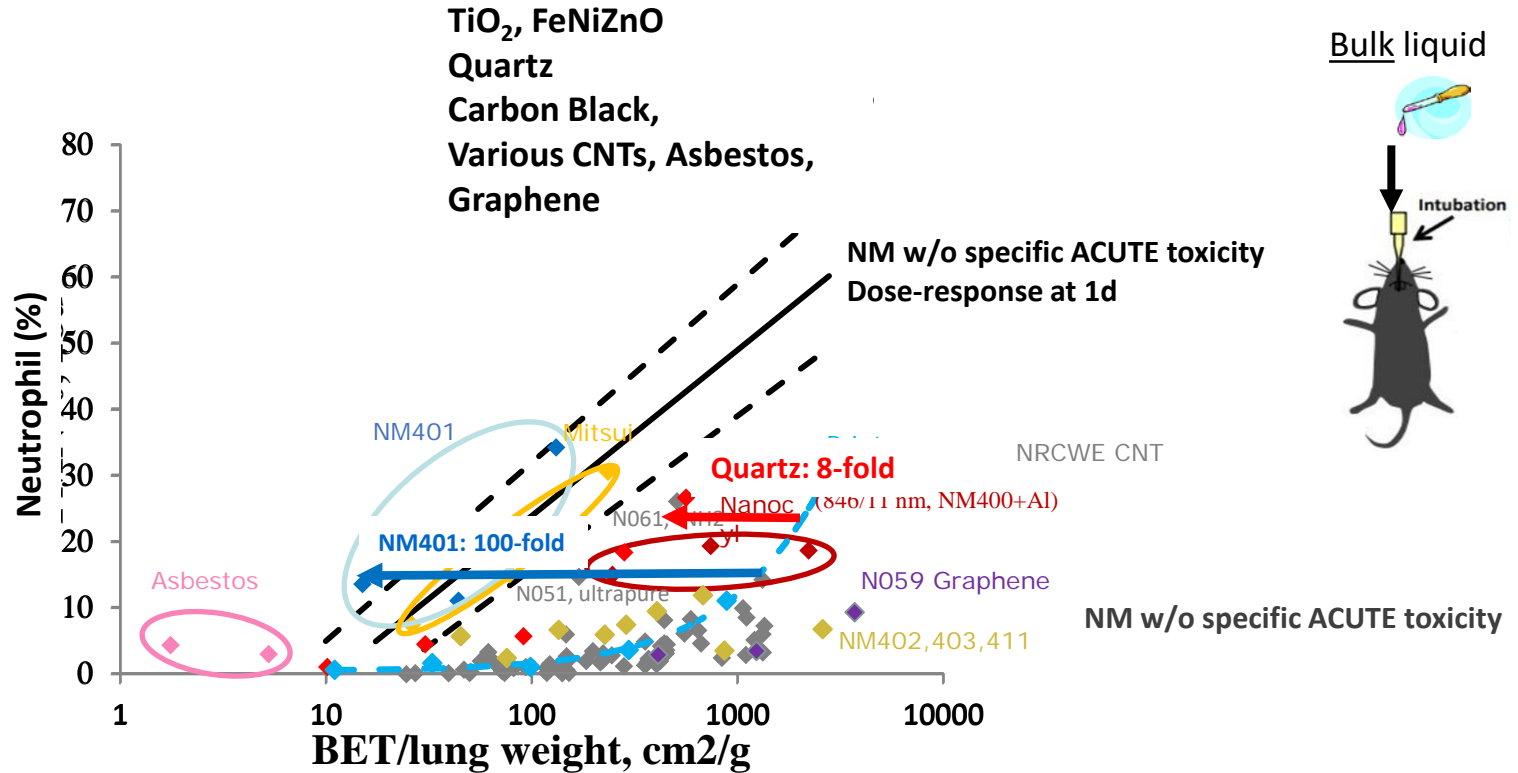 TiO2, FeNiZnO
Quartz
Carbon Black,
Various CNTs, Asbestos,
Graphene
Bulk liquid
Intubation
80
70
60
50
40
30
20
10
0
Neutrophil (%)
NM w/o specific ACUTE toxicity
Dose-response at 1d
NM401
Mitsui
NRCWE CNT
Quartz: 8-fold
Nanoc
yl
(846/11 nm, NM400+Al)
N061,
NM401: 100-fold
Asbestos
N051, ultrapure
N059 Graphene
NM w/o specific ACUTE toxicity
NM402,403,411
1
10
100
1000
10000
BET/lung weight, cm2/g